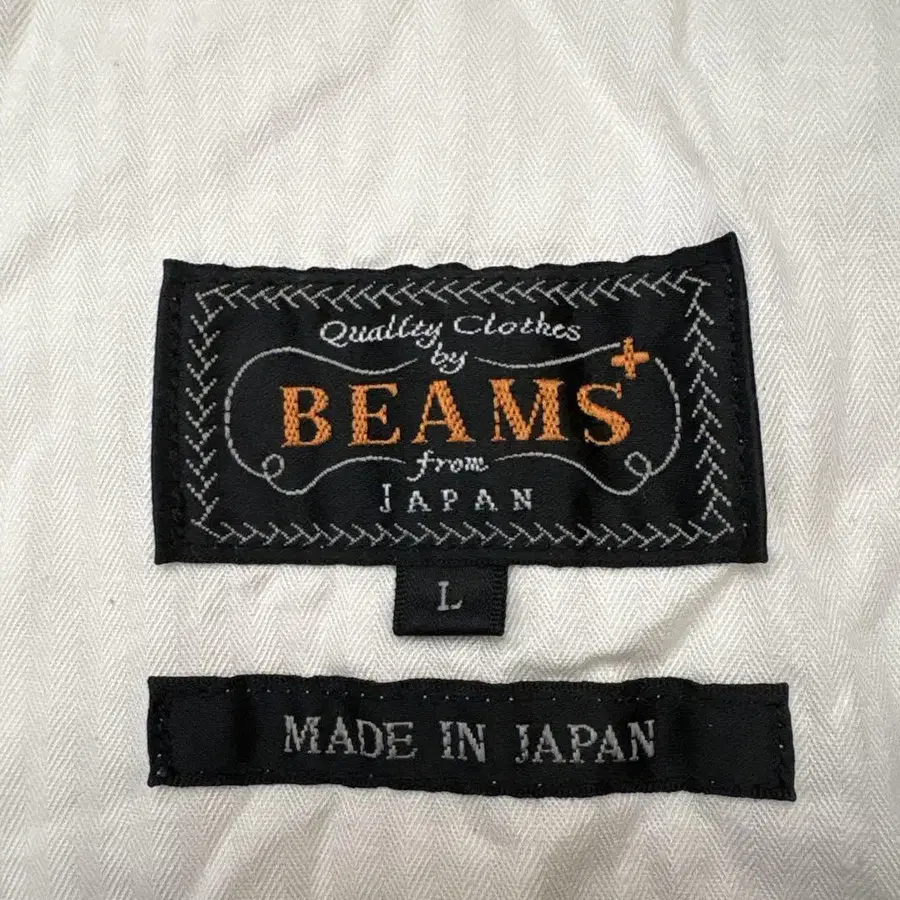 Quality Clothes
by
BEAMS+
from
JAPAN
L
MADE IN JAPAN